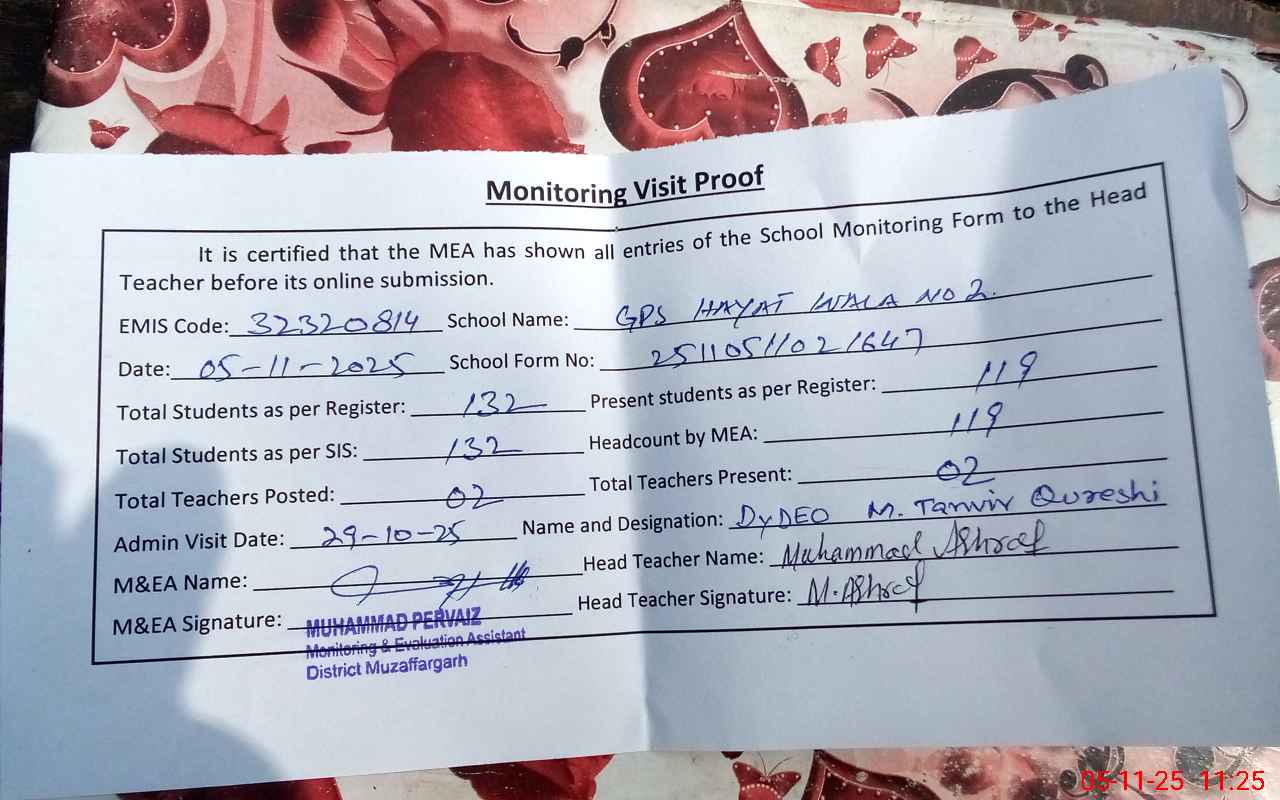 Monitoring Visit Proof
It is certified that the MEA has shown all entries of the School Monitoring Form to the Head
Teacher before its online submission.
EMIS Code: 32320814 School Name: GPS HAYAT WALA NO 2.
Date: 05-11-2025 School Form No: 25110511021647
Total Students as per Register: 132 Present students as per Register: 119
Total Students as per SIS: 132 Headcount by MEA: 119
Total Teachers Posted: 02 Total Teachers Present: 02
Admin Visit Date: 29-10-25 Name and Designation: DyDEO M. Tanvir Qureshi
M&EA Name: Head Teacher Name: Muhammad Ashraf
M&EA Signature: Head Teacher Signature: M.Ashraf
MUHAMMAD PERVAIZ
Monitoring & Evaluation Assistant
District Muzaffargarh
05-11-25 11:25